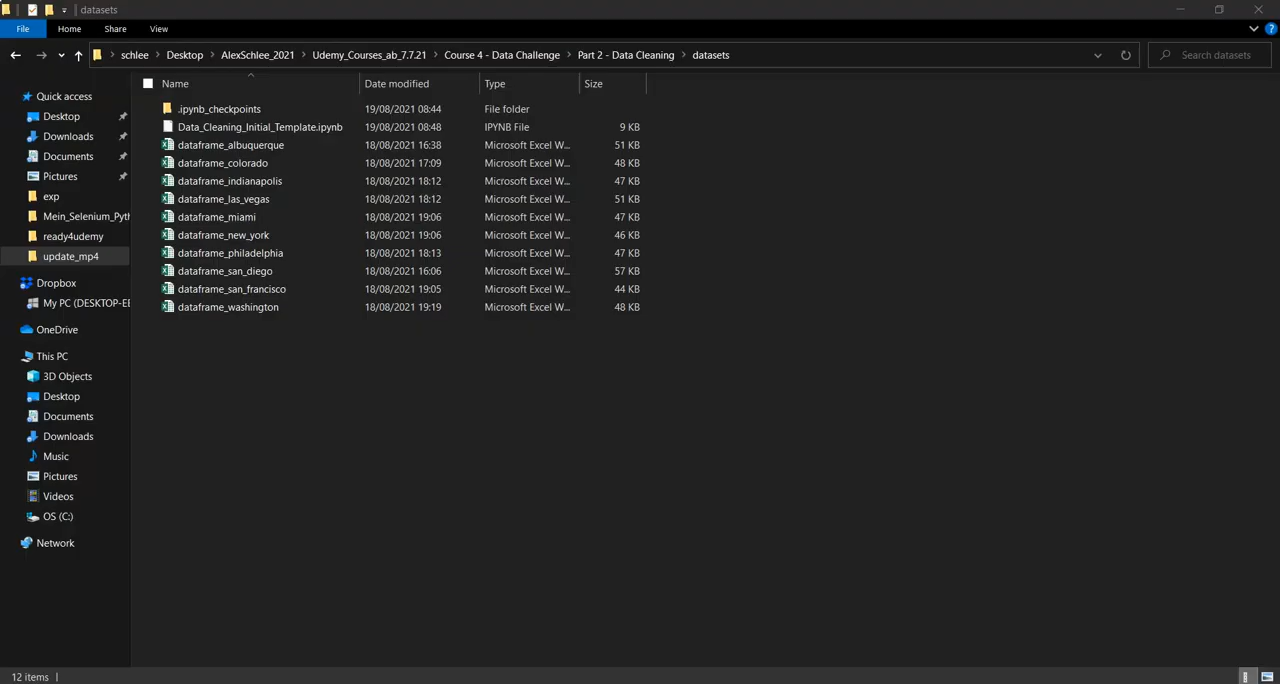 datasets
File Home Share View
schlee > Desktop > AlexSchlee_2021 > Udemy_Courses_ab_7.7.21 > Course 4 - Data Challenge > Part 2 - Data Cleaning > datasets
Search datasets
Name Date modified Type Size
.ipynb_checkpoints 19/08/2021 08:44 File folder
Data_Cleaning_Initial_Template.ipynb 19/08/2021 08:48 IPYNB File 9 KB
dataframe_albuquerque 18/08/2021 16:38 Microsoft Excel W... 51 KB
dataframe_colorado 18/08/2021 17:09 Microsoft Excel W... 48 KB
dataframe_indianapolis 18/08/2021 18:12 Microsoft Excel W... 47 KB
dataframe_las_vegas 18/08/2021 18:12 Microsoft Excel W... 51 KB
dataframe_miami 18/08/2021 19:06 Microsoft Excel W... 47 KB
dataframe_new_york 18/08/2021 19:06 Microsoft Excel W... 46 KB
dataframe_philadelphia 18/08/2021 18:13 Microsoft Excel W... 47 KB
dataframe_san_diego 18/08/2021 16:06 Microsoft Excel W... 57 KB
dataframe_san_francisco 18/08/2021 19:05 Microsoft Excel W... 44 KB
dataframe_washington 18/08/2021 19:19 Microsoft Excel W... 48 KB
Quick access
Desktop
Downloads
Documents
Pictures
exp
Mein_Selenium_Pyth
ready4udemy
update_mp4
Dropbox
My PC (DESKTOP-EE
OneDrive
This PC
3D Objects
Desktop
Documents
Downloads
Music
Pictures
Videos
OS (C:)
Network
12 items